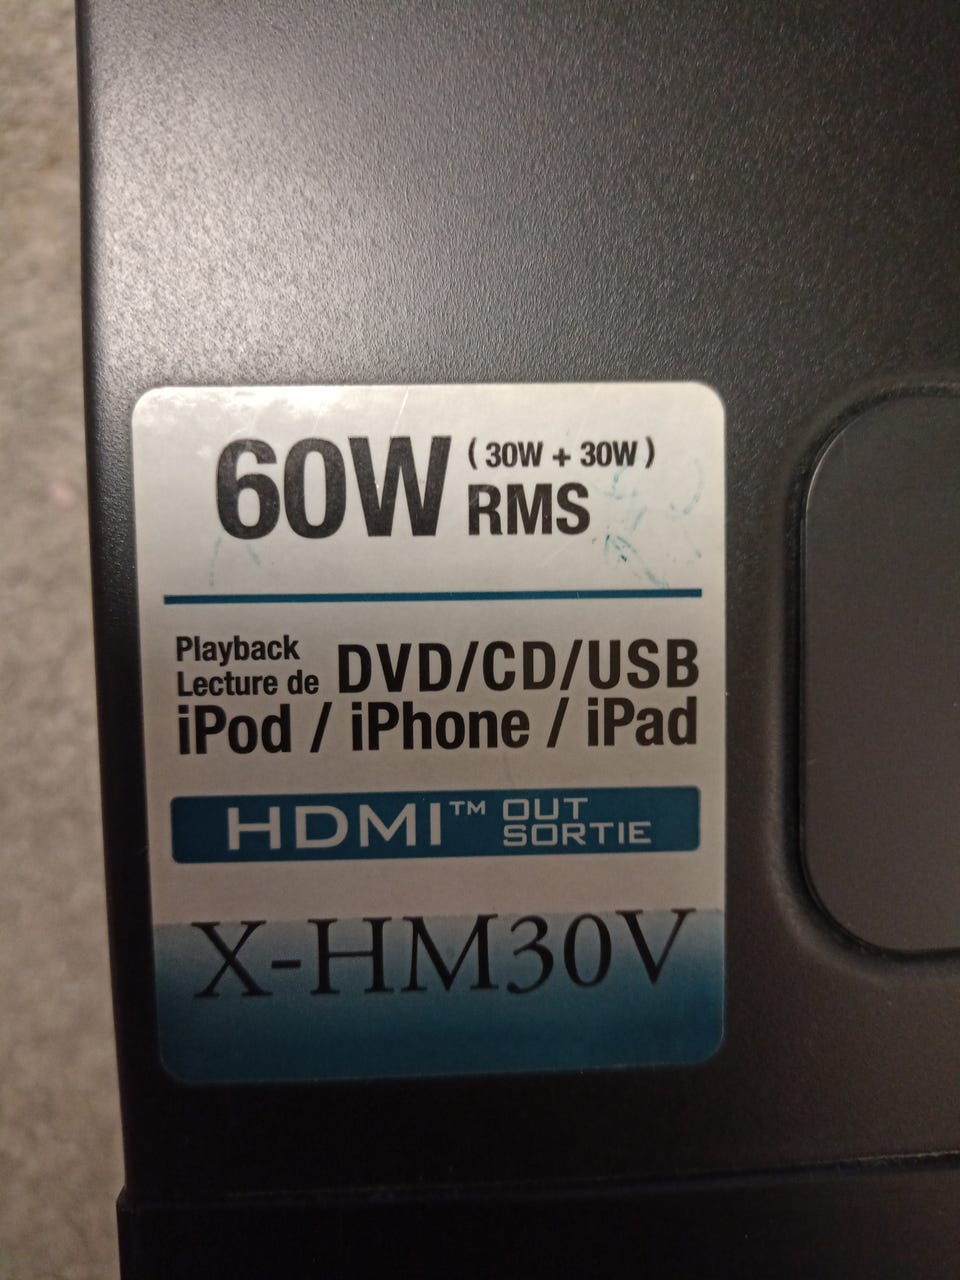 60W ( 30W + 30W )
RMS
Playback
Lecture de DVD/CD/USB
iPod / iPhone / iPad
HDMI™ OUT
SORTIE
X-HM30V